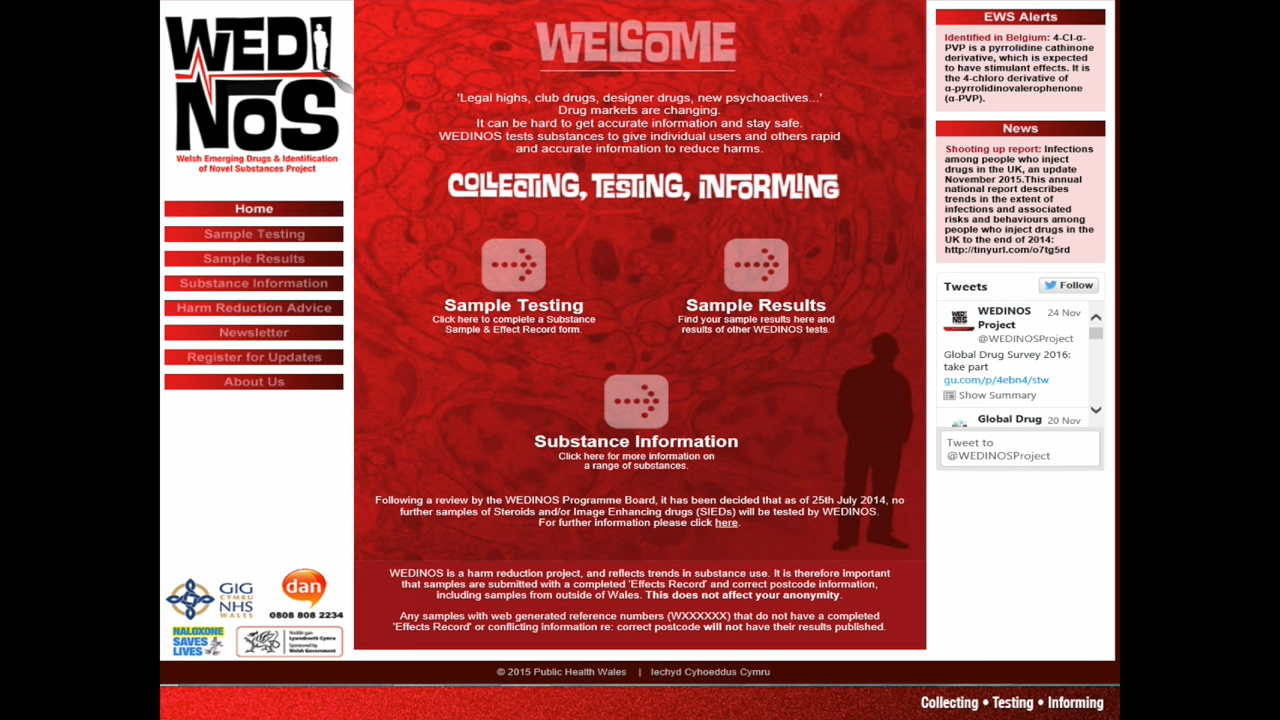 WEDI
NOS
Welsh Emerging Drugs & Identification
of Novel Substances Project
Home
Sample Testing
Sample Results
Substance Information
Harm Reduction Advice
Newsletter
Register for Updates
About Us
GIG
CYMRU
NHS
WALES
dan
0808 808 2234
NALOXONE
SAVES
LIVES
Noddir gan
Lywodraeth Cymru
Sponsored by
Welsh Government
WELCOME
'Legal highs, club drugs, designer drugs, new psychoactives...'
Drug markets are changing.
It can be hard to get accurate information and stay safe.
WEDINOS tests substances to give individual users and others rapid
and accurate information to reduce harms.
COLLECTING, TESTING, INFORMING
Sample Testing
Click here to complete a Substance
Sample & Effect Record form.
Sample Results
Find your sample results here and
results of other WEDINOS tests.
Substance Information
Click here for more information on
a range of substances.
Following a review by the WEDINOS Programme Board, it has been decided that as of 25th July 2014, no
further samples of Steroids and/or Image Enhancing drugs (SIEDs) will be tested by WEDINOS.
For further information please click here.
WEDINOS is a harm reduction project, and reflects trends in substance use. It is therefore important
that samples are submitted with a completed 'Effects Record' and correct postcode information,
including samples from outside of Wales. This does not affect your anonymity.
Any samples with web generated reference numbers (WXXXXXX) that do not have a completed
'Effects Record' or conflicting information re: correct postcode will not have their results published.
EWS Alerts
Identified in Belgium: 4-Cl-α-
PVP is a pyrrolidine cathinone
derivative, which is expected
to have stimulant effects. It is
the 4-chloro derivative of
α-pyrrolidinovalerophenone
(α-PVP).
News
Shooting up report: Infections
among people who inject
drugs in the UK, an update
November 2015.This annual
national report describes
trends in the extent of
infections and associated
risks and behaviours among
people who inject drugs in the
UK to the end of 2014:
http://tinyurl.com/o7tg5rd
Tweets
Follow
WEDINOS 24 Nov
Project
@WEDINOSProject
Global Drug Survey 2016:
take part
gu.com/p/4ebn4/stw
Show Summary
Global Drug 20 Nov
Tweet to
@WEDINOSProject
© 2015 Public Health Wales | Iechyd Cyhoeddus Cymru
Collecting • Testing • Informing